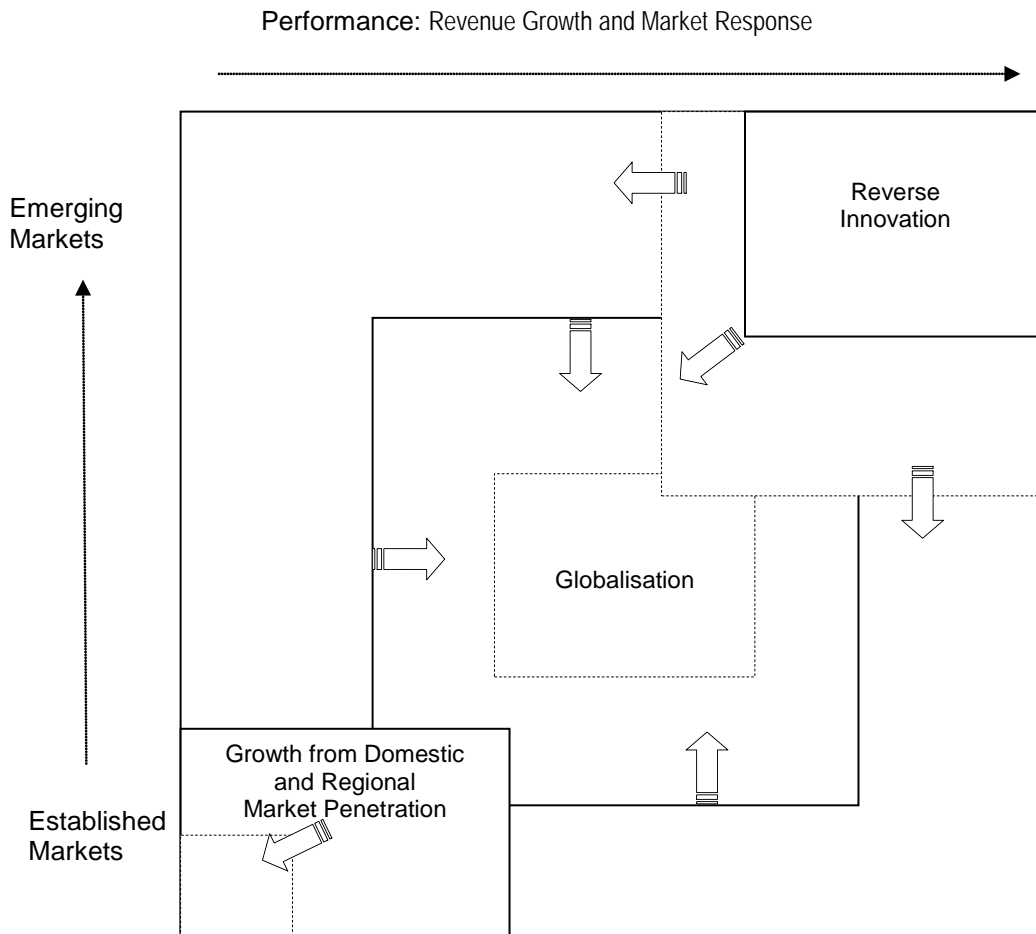 Performance: Revenue Growth and Market Response
Emerging
Markets
Reverse
Innovation
Globalisation
Growth from Domestic
and Regional
Market Penetration
Established
Markets